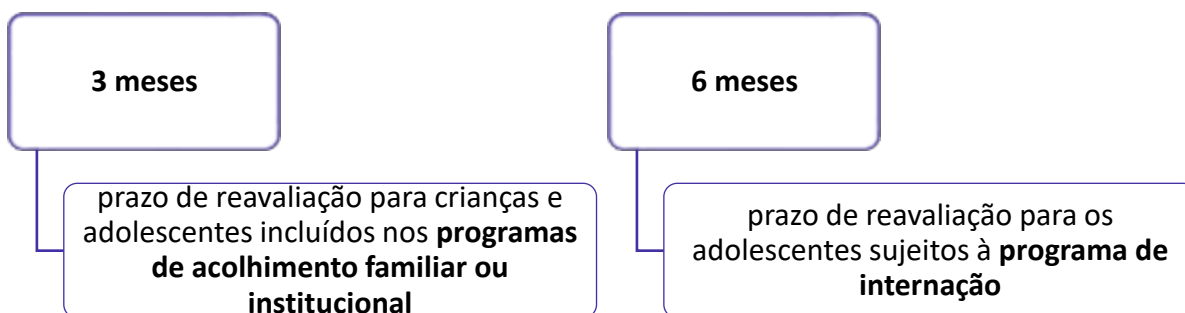 3 meses
prazo de reavaliação para crianças e
adolescentes incluídos nos programas
de acolhimento familiar ou
institucional
6 meses
prazo de reavaliação para os
adolescentes sujeitos à programa de
internação